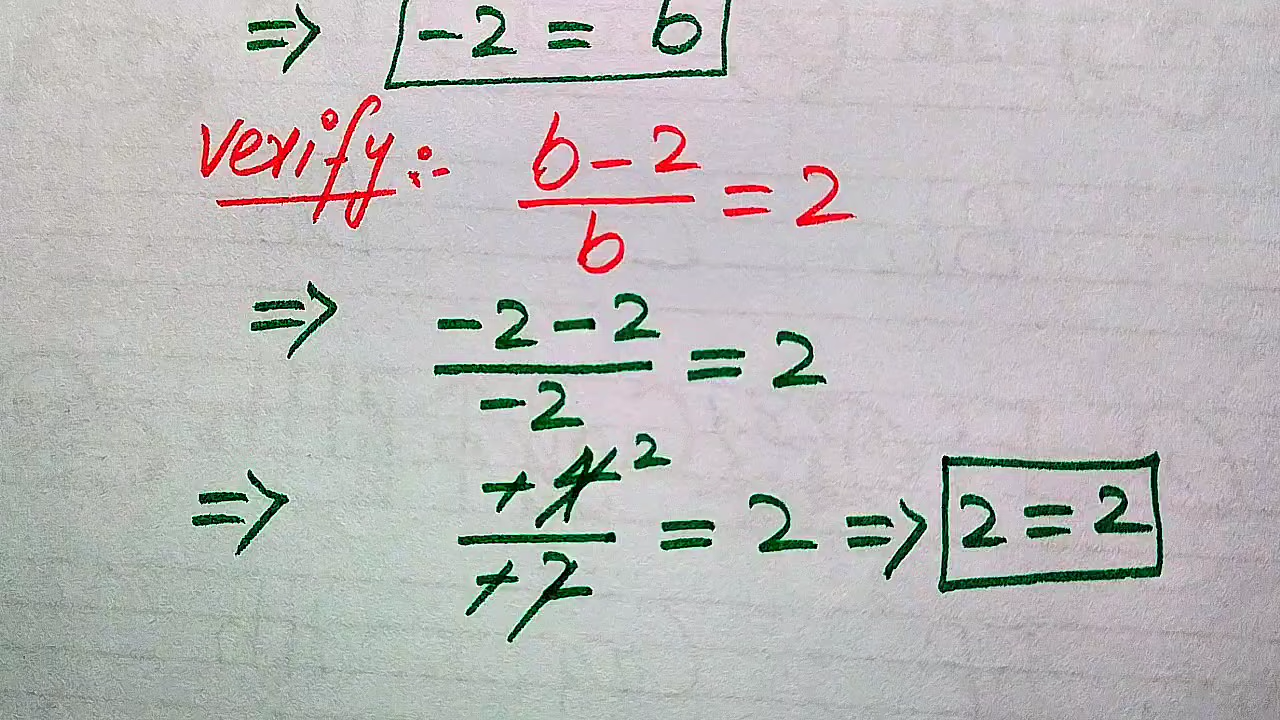 => -2 = b
verify :- b-2/b = 2
=> -2-2/-2 = 2
=> -4 2/-2 = 2 => 2 = 2